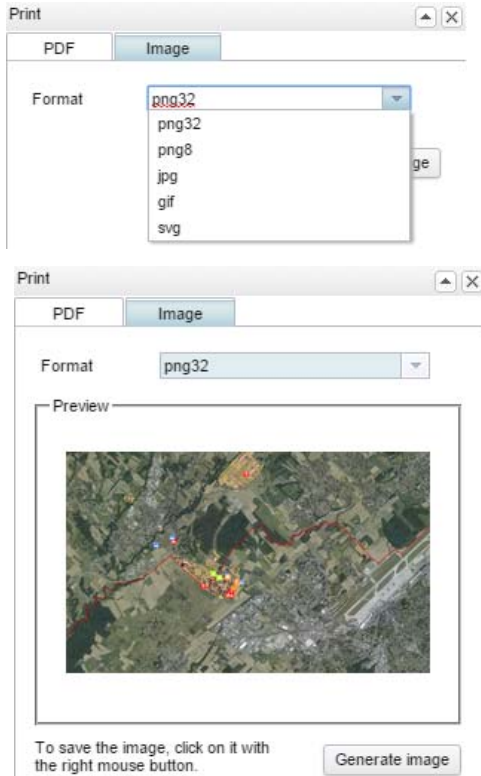 Print
PDF Image
Format png32
png32
png8
jpg
gif
svg
ge
Print
PDF Image
Format png32
Preview
To save the image, click on it with
the right mouse button.
Generate image